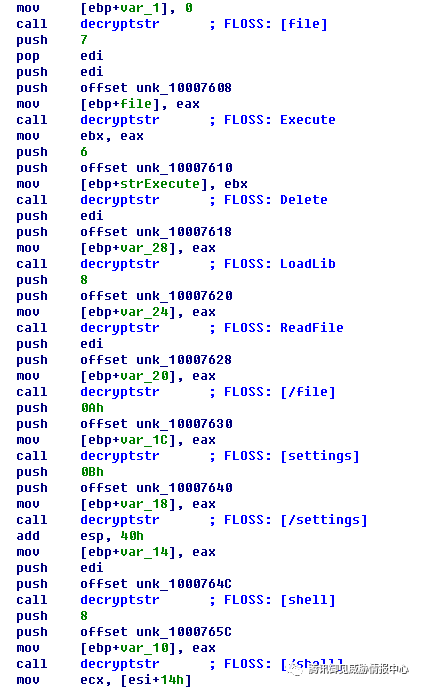 mov [ebp+var_1], 0
call decryptstr ; FLOSS: [file]
push 7
pop edi
push edi
push offset unk_10007608
mov [ebp+file], eax
call decryptstr ; FLOSS: Execute
mov ebx, eax
push 6
push offset unk_10007610
mov [ebp+strExecute], ebx
call decryptstr ; FLOSS: Delete
push edi
push offset unk_10007618
mov [ebp+var_28], eax
call decryptstr ; FLOSS: LoadLib
push 8
push offset unk_10007620
mov [ebp+var_24], eax
call decryptstr ; FLOSS: ReadFile
push edi
push offset unk_10007628
mov [ebp+var_20], eax
call decryptstr ; FLOSS: [/file]
push 0Ah
push offset unk_10007630
mov [ebp+var_1C], eax
call decryptstr ; FLOSS: [settings]
push 0Bh
push offset unk_10007640
mov [ebp+var_18], eax
call decryptstr ; FLOSS: [/settings]
add esp, 40h
mov [ebp+var_14], eax
push edi
push offset unk_1000764C
call decryptstr ; FLOSS: [shell]
push 8
push offset unk_1000765C
mov [ebp+var_10], eax
call decryptstr ; FLOSS: [/shell]
腾讯御见威胁情报中心
mov ecx, [esi+14h]